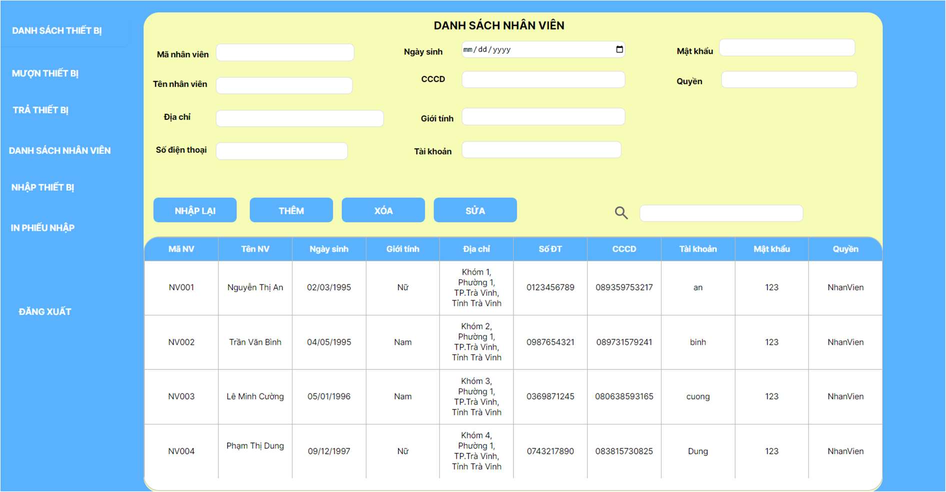 DANH SÁCH THIẾT BỊ
MƯỢN THIẾT BỊ
TRẢ THIẾT BỊ
DANH SÁCH NHÂN VIÊN
NHẬP THIẾT BỊ
IN PHIẾU NHẬP
ĐĂNG XUẤT
DANH SÁCH NHÂN VIÊN
Mã nhân viên
Ngày sinh mm/dd/yyyy
Mật khẩu
Tên nhân viên
CCCD
Quyền
Địa chỉ
Giới tính
Số điện thoại
Tài khoản
NHẬP LẠI THÊM XÓA SỬA
Mã NV Tên NV Ngày sinh Giới tính Địa chỉ Số ĐT CCCD Tài khoản Mật khẩu Quyền
NV001 Nguyễn Thị An 02/03/1995 Nữ Khóm 1,
Phường 1,
TP.Trà Vinh,
Tỉnh Trà Vinh
0123456789 089359753217 an 123 NhanVien
NV002 Trần Văn Bình 04/05/1995 Nam Khóm 2,
Phường 1,
TP.Trà Vinh,
Tỉnh Trà Vinh
0987654321 089731579241 binh 123 NhanVien
NV003 Lê Minh Cường 05/01/1996 Nam Khóm 3,
Phường 1,
TP.Trà Vinh,
Tỉnh Trà Vinh
0369871245 080638593165 cuong 123 NhanVien
NV004 Phạm Thị Dung 09/12/1997 Nữ Khóm 4,
Phường 1,
TP.Trà Vinh,
Tỉnh Trà Vinh
0743217890 083815730825 Dung 123 NhanVien